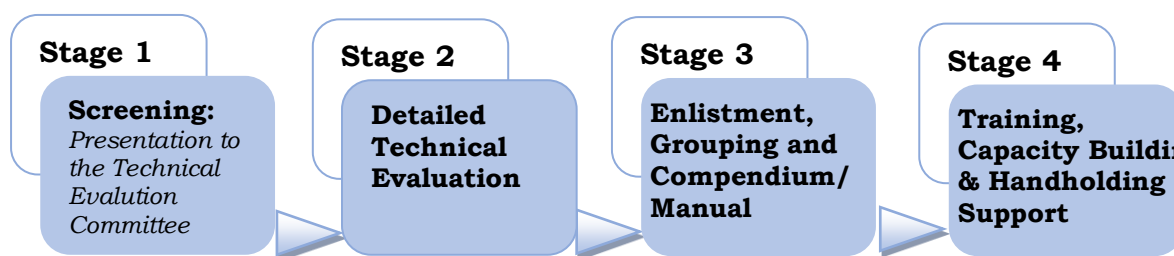 Stage 1
Screening:
Presentation to
the Technical
Evalution
Committee
Stage 2
Detailed
Technical
Evaluation
Stage 3
Enlistment,
Grouping and
Compendium/
Manual
Stage 4
Training,
Capacity Buildi
& Handholding
Support